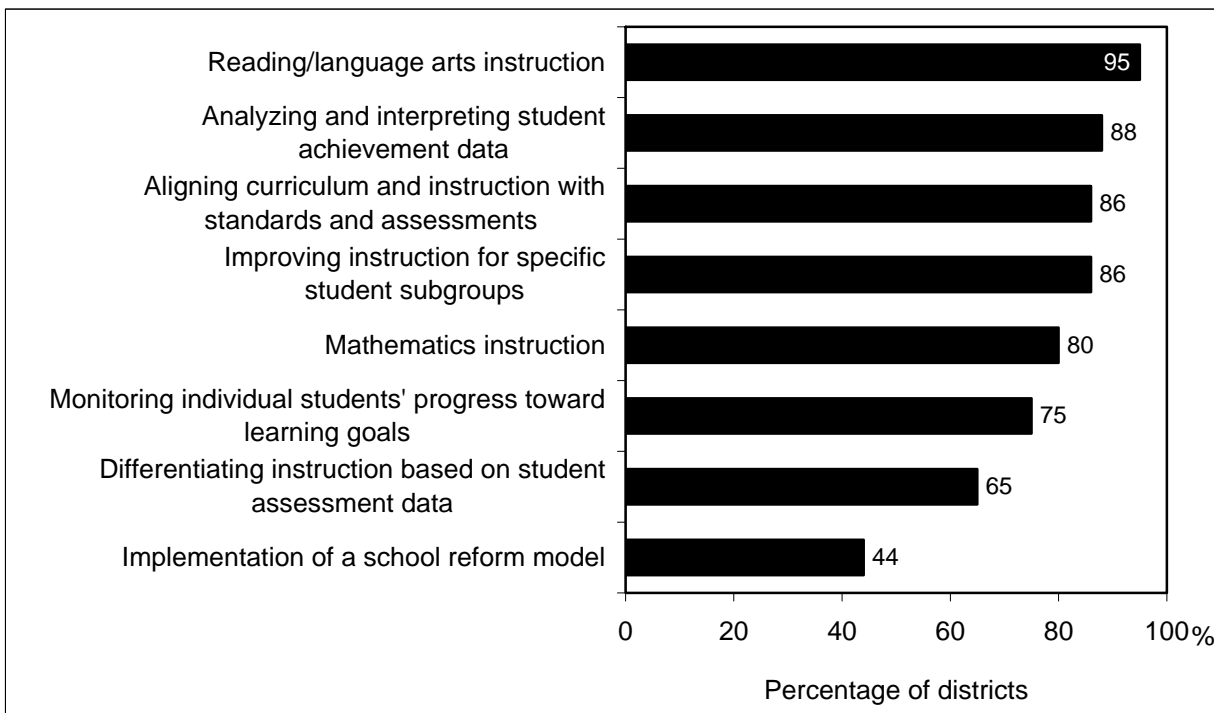 Reading/language arts instruction
95
Analyzing and interpreting student
achievement data
88
Aligning curriculum and instruction with
standards and assessments
86
Improving instruction for specific
student subgroups
86
Mathematics instruction
80
Monitoring individual students' progress toward
learning goals
75
Differentiating instruction based on student
assessment data
65
Implementation of a school reform model
44
0 20 40 60 80 100%
Percentage of districts